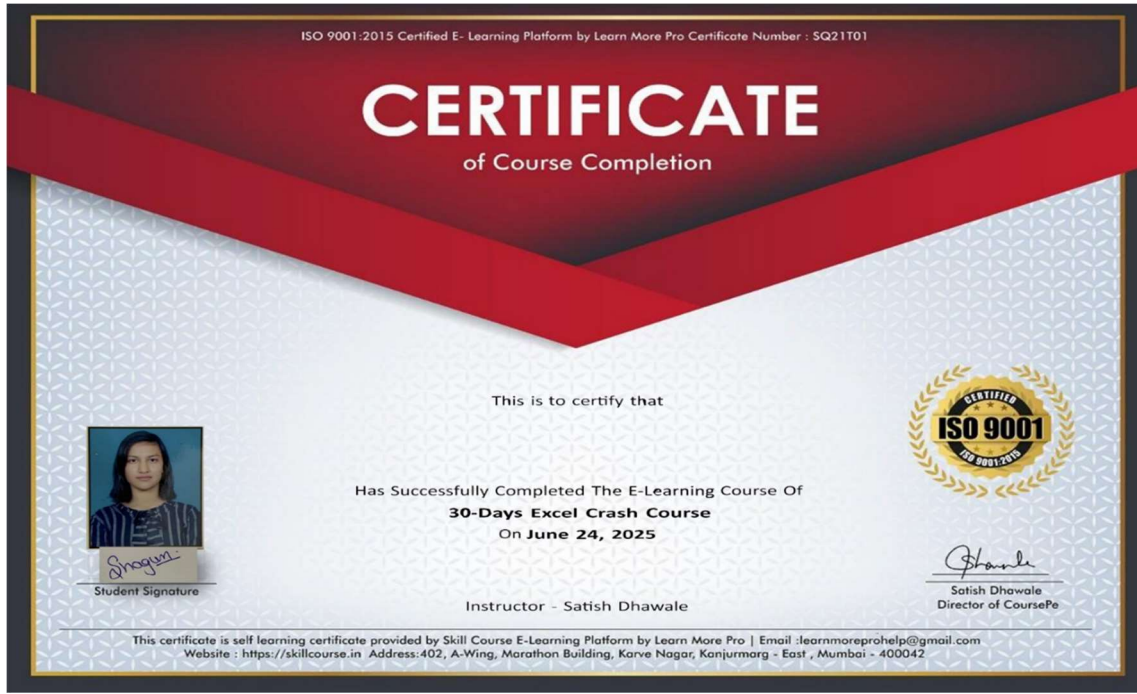 ISO 9001:2015 Certified E- Learning Platform by Learn More Pro Certificate Number : SQ21T01
CERTIFICATE
of Course Completion
This is to certify that
CERTIFIED
ISO 9001
ISO 9001:2015
Has Successfully Completed The E-Learning Course Of
30-Days Excel Crash Course
On June 24, 2025
Shagun.
Student Signature
Instructor - Satish Dhawale
Satish Dhawale
Director of CoursePe
This certificate is self learning certificate provided by Skill Course E-Learning Platform by Learn More Pro | Email :learnmoreprohelp@gmail.com
Website : https://skillcourse.in Address:402, A-Wing, Marathon Building, Karve Nagar, Kanjurmarg - East , Mumbai - 400042